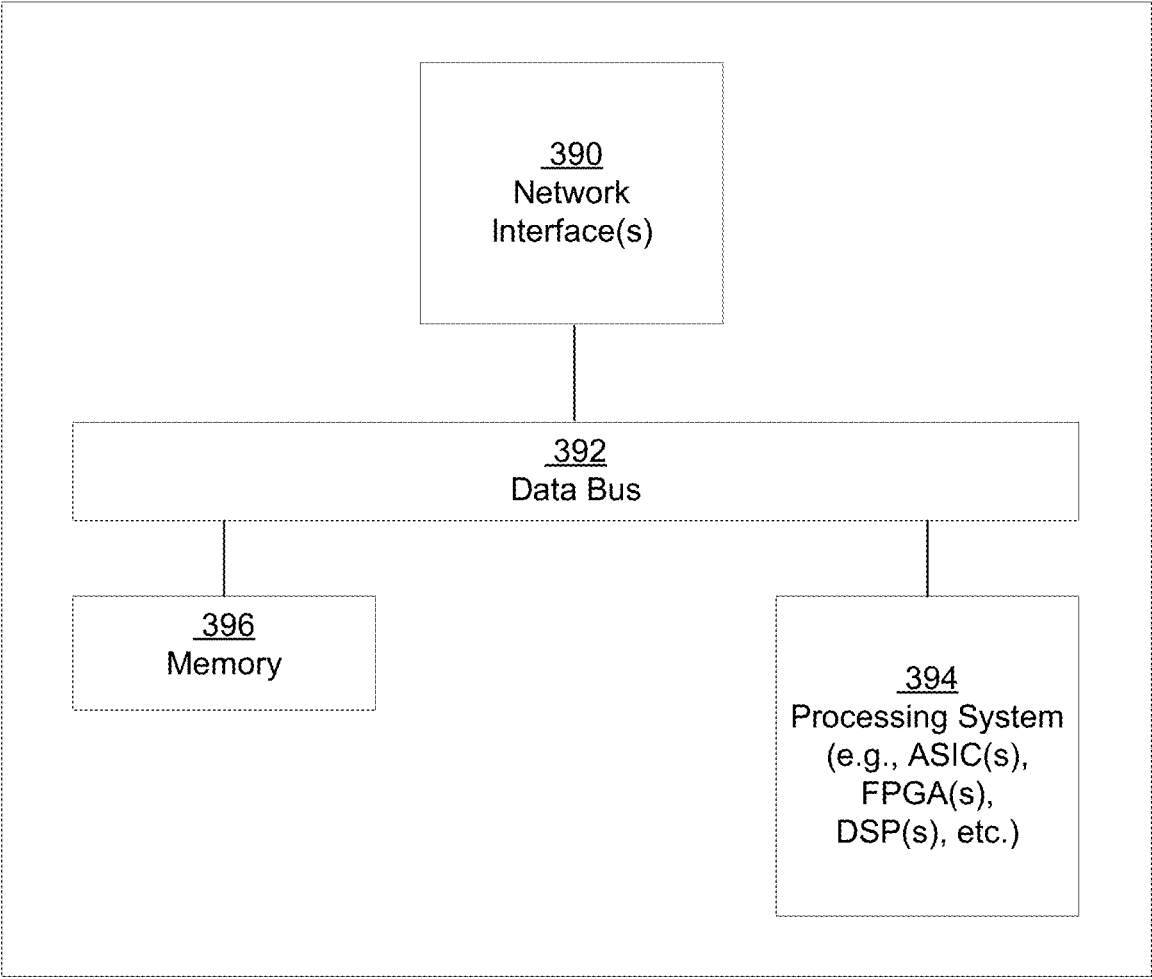 390
Network
Interface(s)
392
Data Bus
396
Memory
394
Processing System
(e.g., ASIC(s),
FPGA(s),
DSP(s), etc.)